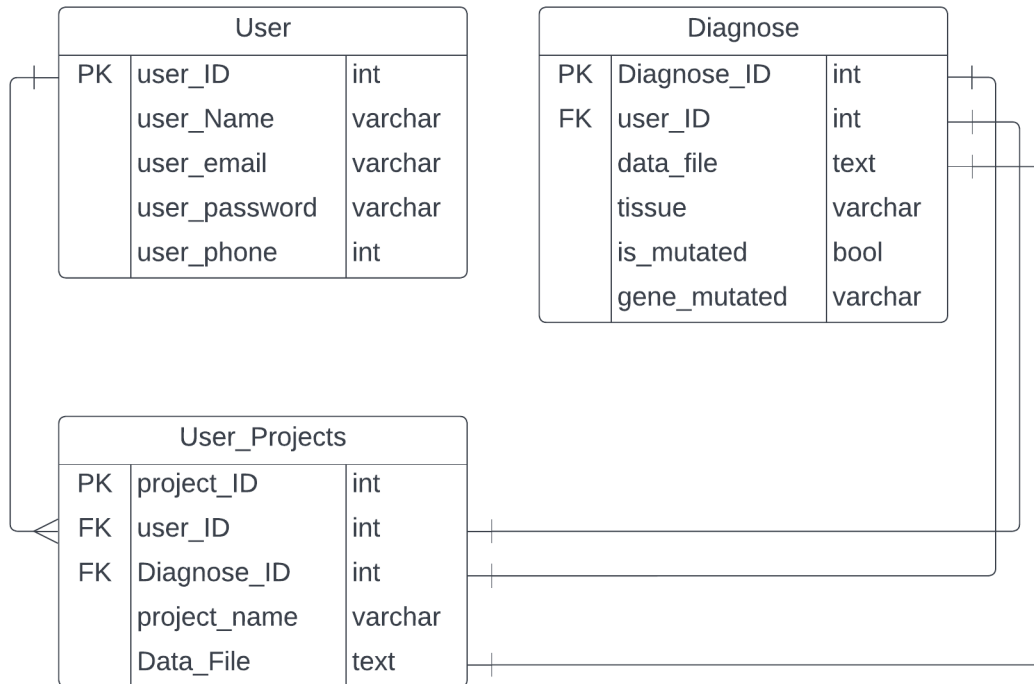 User
PK user_ID int
user_Name varchar
user_email varchar
user_password varchar
user_phone int
Diagnose
PK Diagnose_ID int
FK user_ID int
data_file text
tissue varchar
is_mutated bool
gene_mutated varchar
User_Projects
PK project_ID int
FK user_ID int
FK Diagnose_ID int
project_name varchar
Data_File text